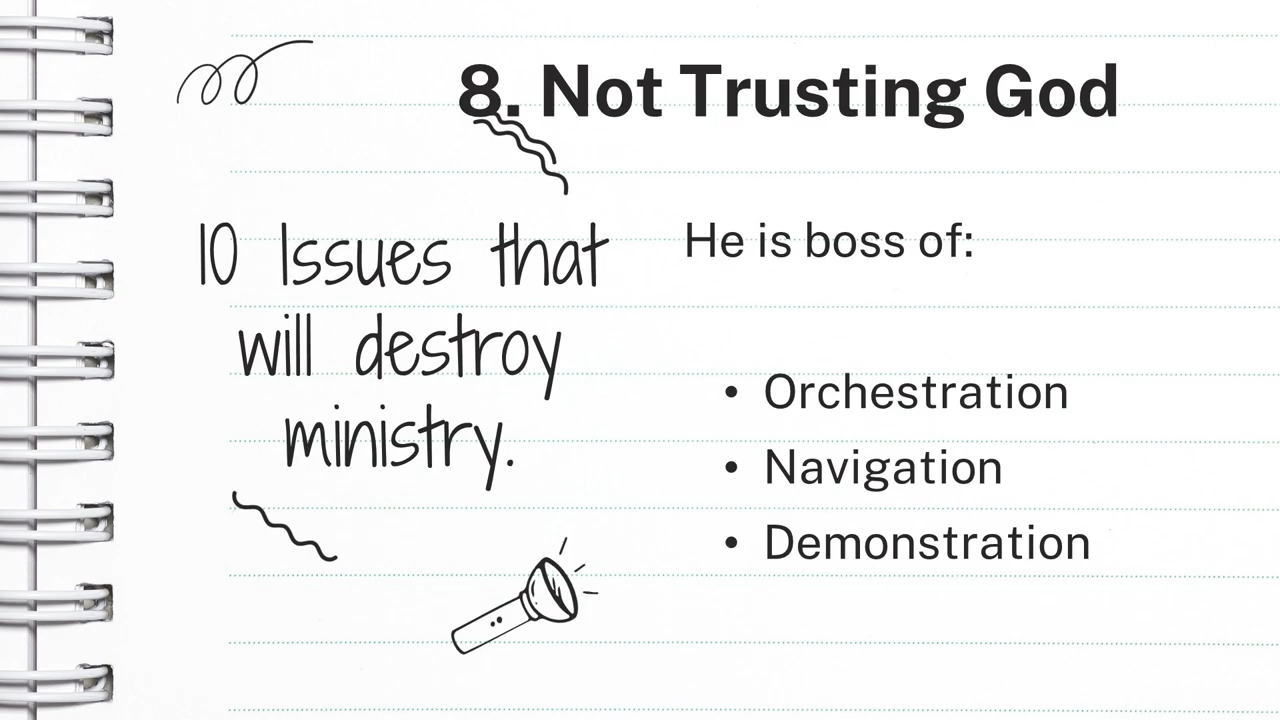 8. Not Trusting God
10 Issues that
will destroy
ministry.
He is boss of:
• Orchestration
• Navigation
• Demonstration